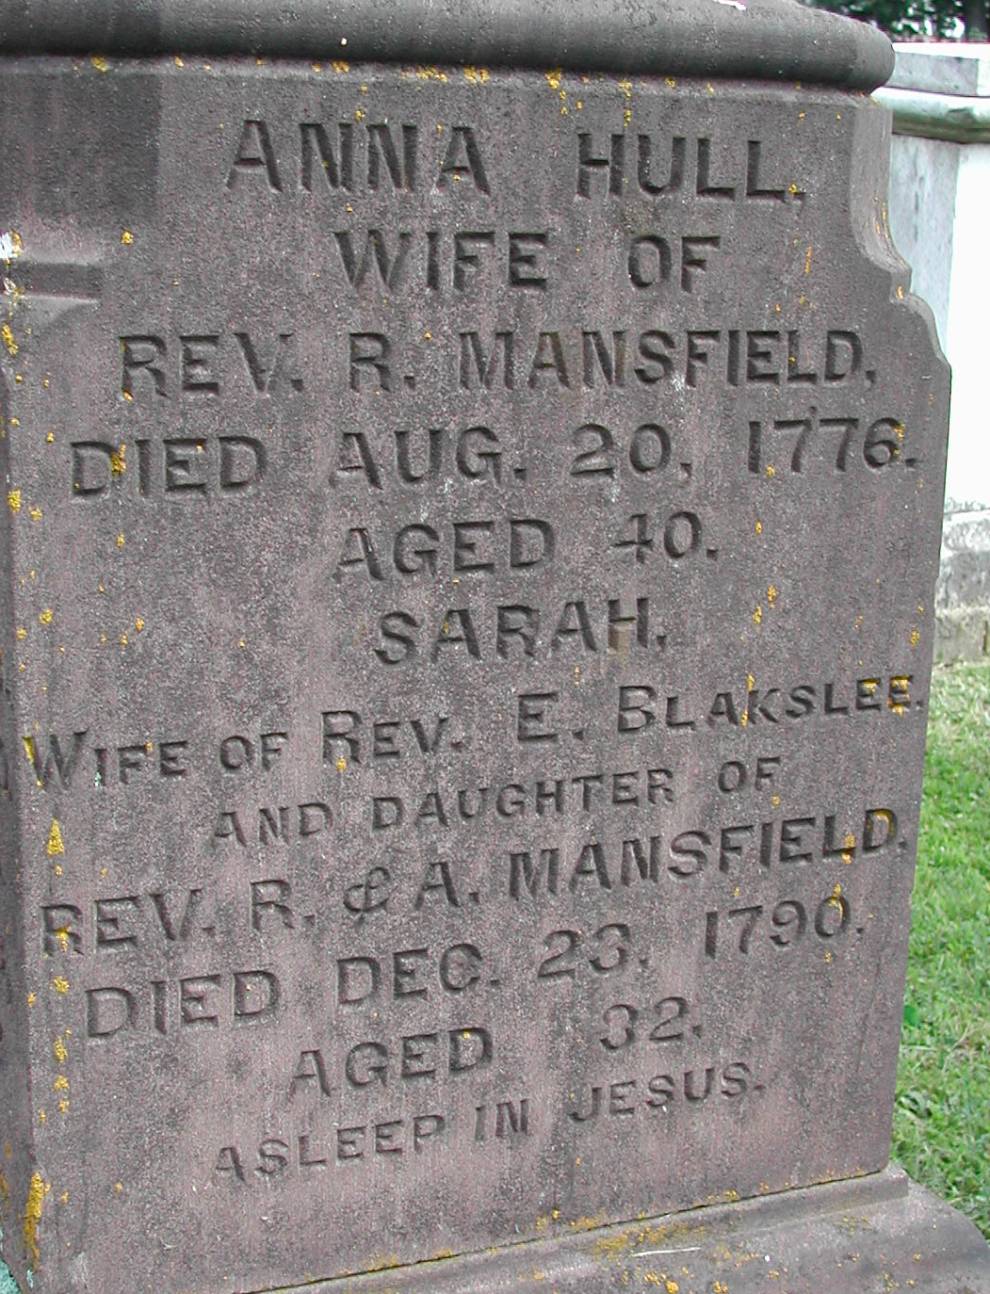 ANNA HULL.
WIFE OF
REV. R. MANSFIELD,
DIED AUG. 20, 1776.
AGED 40.
SARAH,
WIFE OF REV. E. BLAKSLEE.
AND DAUGHTER OF
REV. R. & A. MANSFIELD.
DIED DEC. 23, 1790.
AGED 32.
ASLEEP IN JESUS.